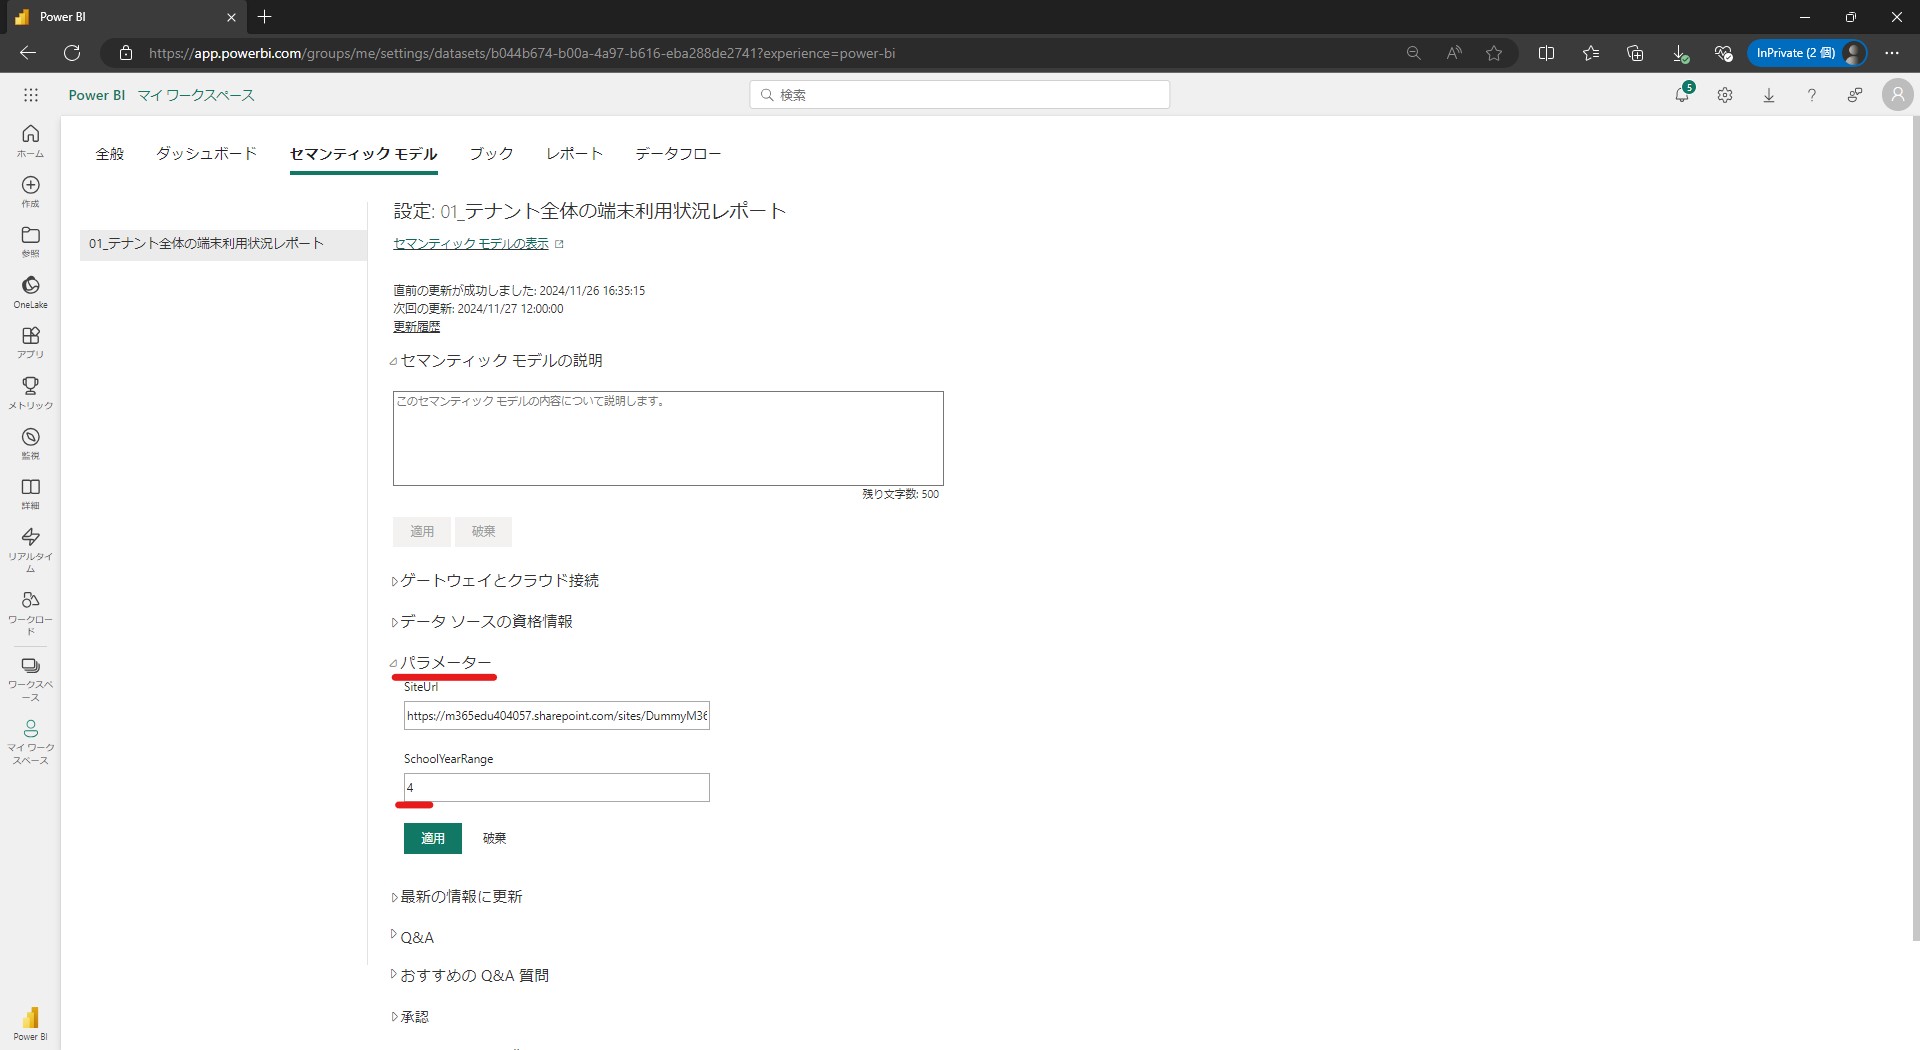 Power BI
https://app.powerbi.com/groups/me/settings/datasets/b044b674-b00a-4a97-b616-eba288de2741?experience=power-bi
InPrivate (2 個)
Power BI マイ ワークスペース
検索
5
ホーム
作成
参照
OneLake
アプリ
メトリック
監視
詳細
リアルタイ
ム
ワークロー
ド
ワークスペ
ース
マイ ワーク
スペース
Power BI
全般 ダッシュボード セマンティック モデル ブック レポート データフロー
01_テナント全体の端末利用状況レポート
設定: 01_テナント全体の端末利用状況レポート
セマンティック モデルの表示
直前の更新が成功しました: 2024/11/26 16:35:15
次回の更新: 2024/11/27 12:00:00
更新履歴
セマンティック モデルの説明
このセマンティック モデルの内容について説明します。
残り文字数: 500
適用 破棄
ゲートウェイとクラウド接続
データ ソースの資格情報
パラメーター
SiteUrl
https://m365edu404057.sharepoint.com/sites/DummyM36
SchoolYearRange
4
適用 破棄
最新の情報に更新
Q&A
おすすめの Q&A 質問
承認